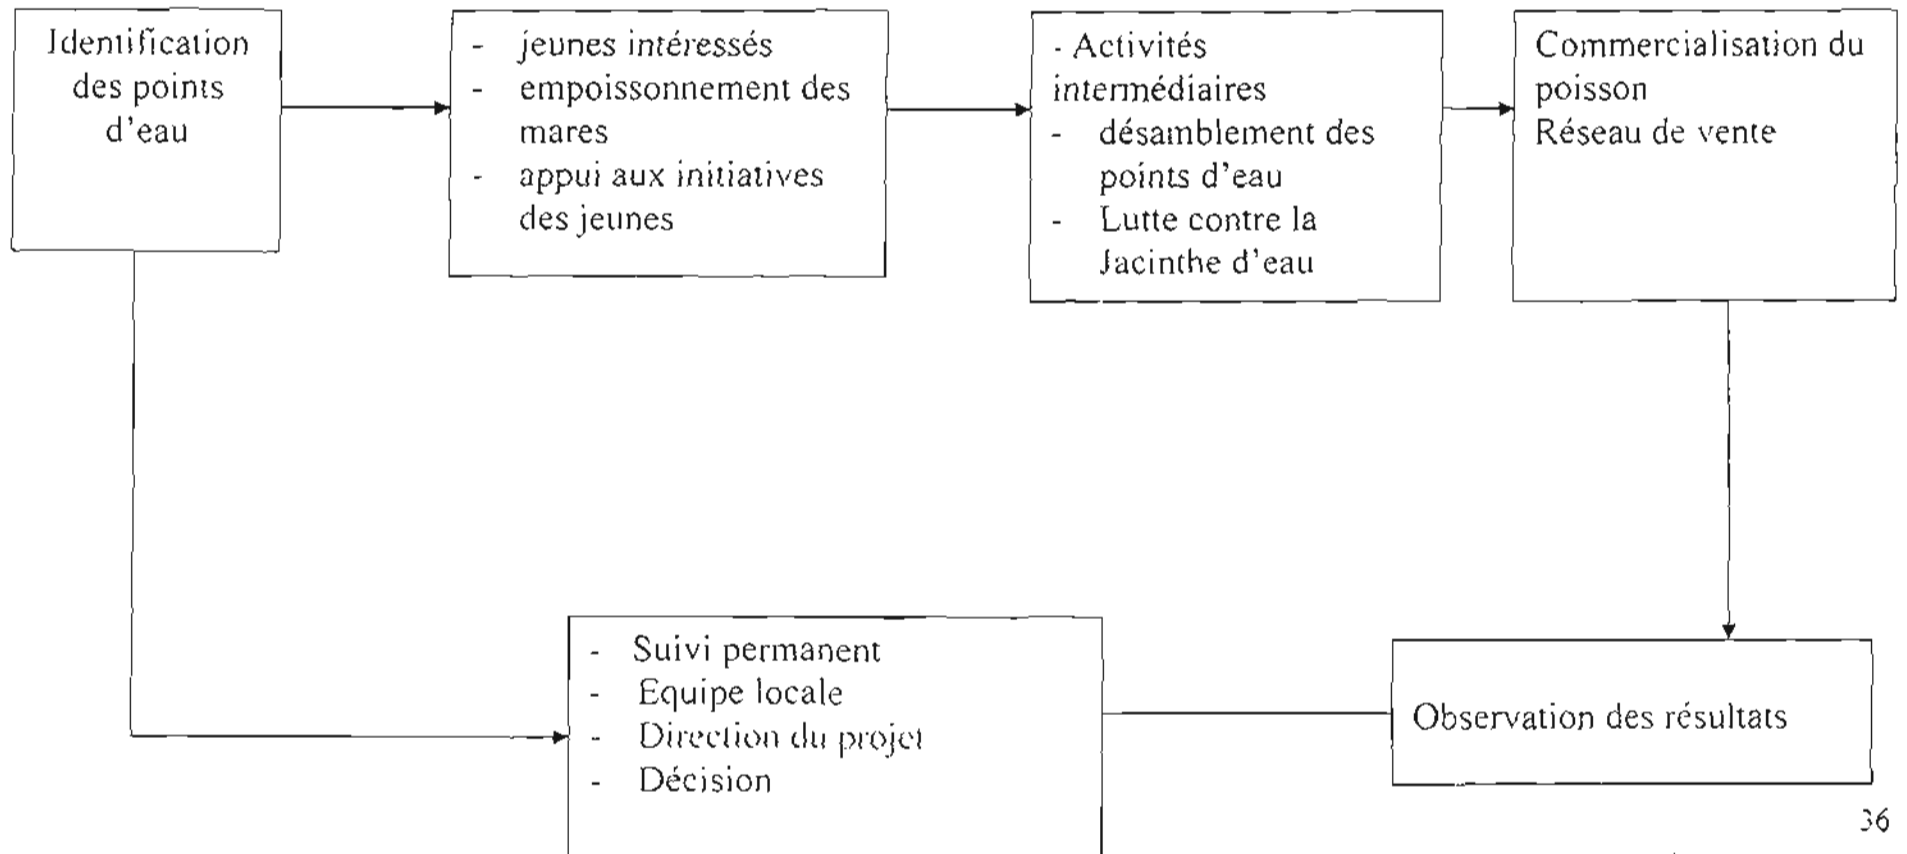 Identification
des points
d'eau
- jeunes intéressés
- empoissonnement des
mares
- appui aux initiatives
des jeunes
- Activités
intermédiaires
- désamblement des
points d'eau
- Lutte contre la
Jacinthe d'eau
Commercialisation du
poisson
Réseau de vente
- Suivi permanent
- Equipe locale
- Direction du projet
- Décision
Observation des résultats
36